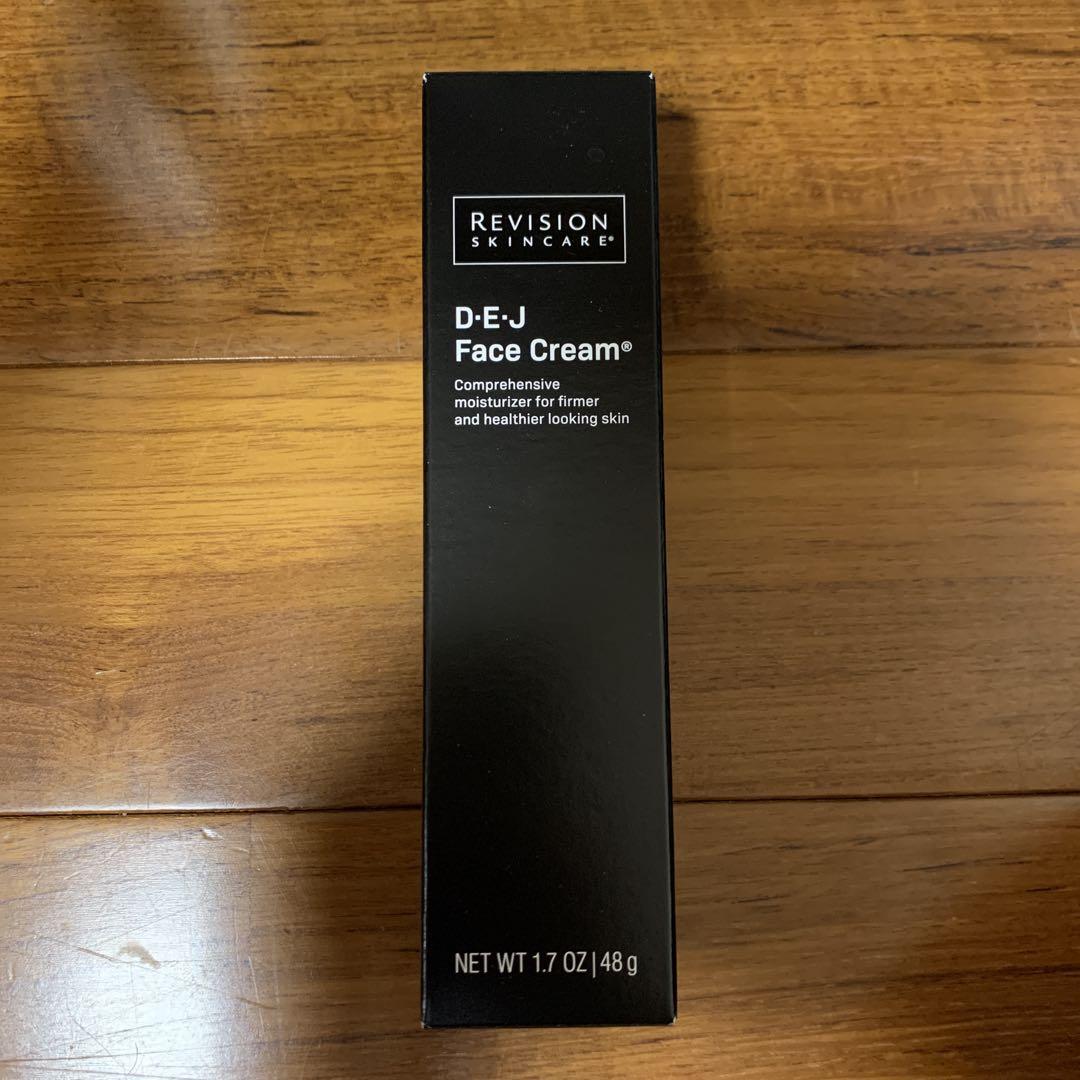 REVISION
SKINCARE®
D·E·J
Face Cream®
Comprehensive
moisturizer for firmer
and healthier looking skin
NET WT 1.7 OZ | 48 g